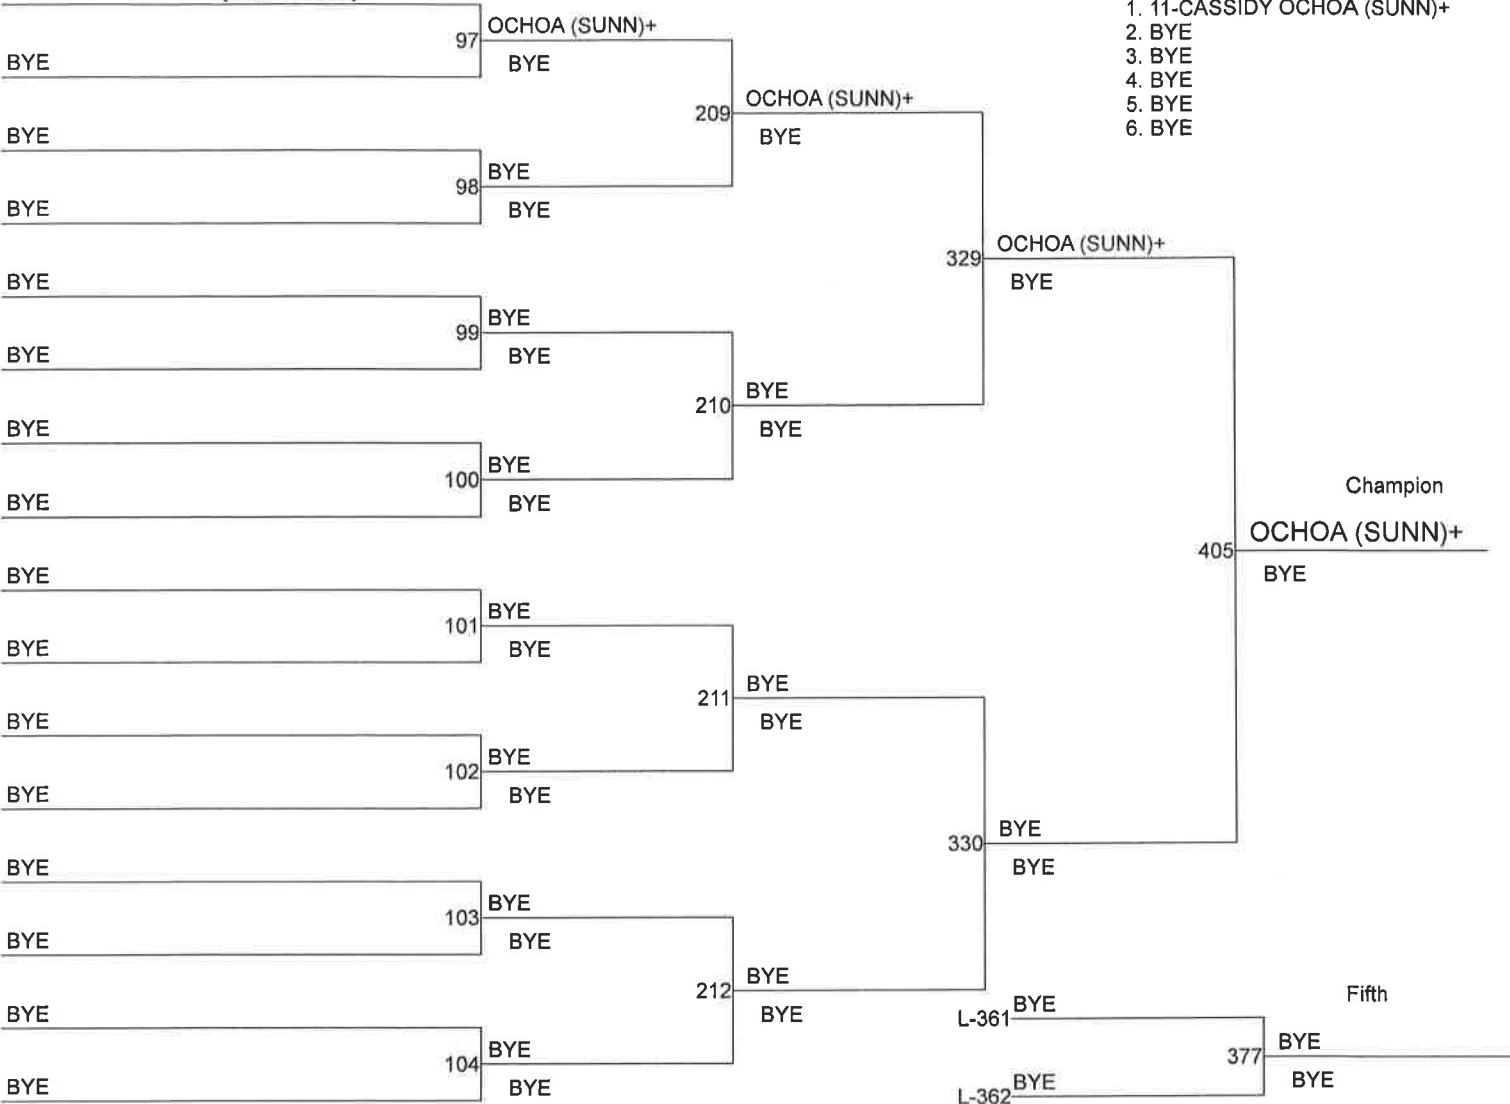 1. 11-CASSIDY OCHOA (SUNN)+
2. BYE
3. BYE
4. BYE
5. BYE
6. BYE
BYE
97
OCHOA (SUNN)+
BYE
BYE
BYE
98
BYE
BYE
209
OCHOA (SUNN)+
BYE
BYE
BYE
99
BYE
BYE
BYE
BYE
100
BYE
BYE
210
BYE
BYE
329
OCHOA (SUNN)+
BYE
BYE
BYE
101
BYE
BYE
BYE
BYE
102
BYE
BYE
211
BYE
BYE
BYE
BYE
103
BYE
BYE
BYE
BYE
104
BYE
BYE
212
BYE
BYE
330
BYE
BYE
Champion
405
OCHOA (SUNN)+
BYE
Fifth
L-361
BYE
L-362
BYE
377
BYE
BYE